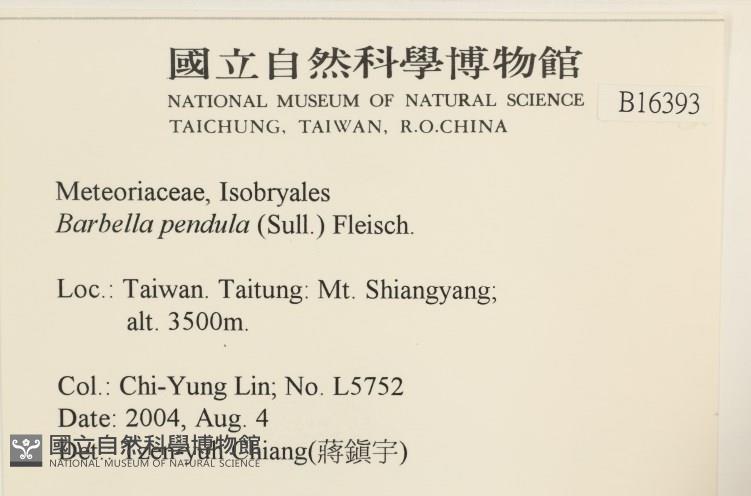 國立自然科學博物館
NATIONAL MUSEUM OF NATURAL SCIENCE
TAICHUNG, TAIWAN, R.O.CHINA
B16393
Meteoriaceae, Isobryales
Barbella pendula (Sull.) Fleisch.
Loc.: Taiwan. Taitung: Mt. Shiangyang;
alt. 3500m.
Col.: Chi-Yung Lin; No. L5752
Date: 2004, Aug. 4
Det.: Tzen-yuh Chiang(蔣鎮宇)
國立自然科學博物館
NATIONAL MUSEUM OF NATURAL SCIENCE